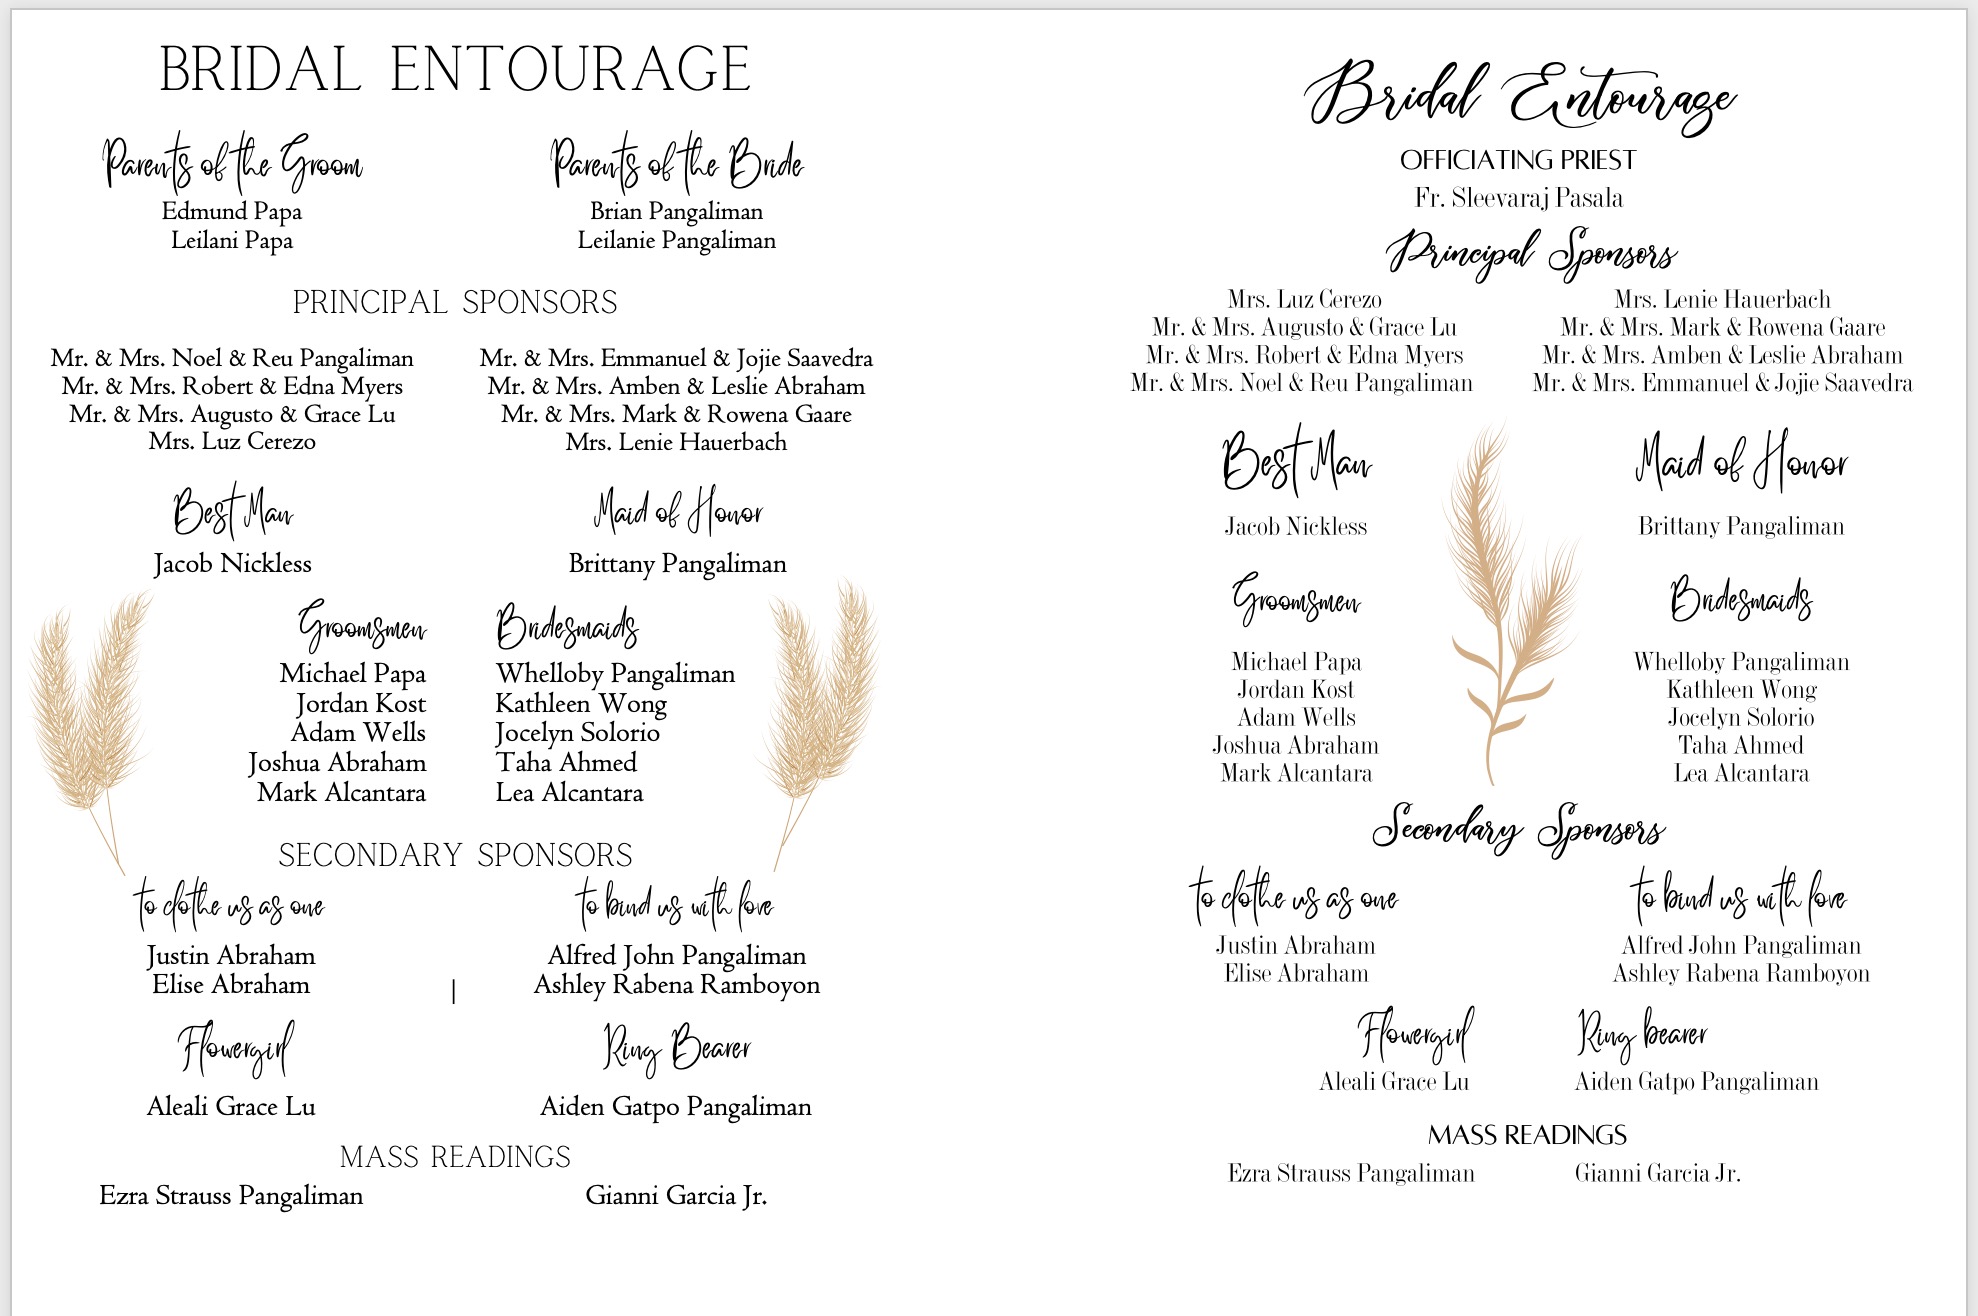 BRIDAL ENTOURAGE
Parents of the Groom
Edmund Papa
Leilani Papa
Parents of the Bride
Brian Pangaliman
Leilanie Pangaliman
PRINCIPAL SPONSORS
Mr. & Mrs. Noel & Reu Pangaliman
Mr. & Mrs. Robert & Edna Myers
Mr. & Mrs. Augusto & Grace Lu
Mrs. Luz Cerezo
Mr. & Mrs. Emmanuel & Jojie Saavedra
Mr. & Mrs. Amben & Leslie Abraham
Mr. & Mrs. Mark & Rowena Gaare
Mrs. Lenie Hauerbach
Best Man
Jacob Nickless
Maid of Honor
Brittany Pangaliman
Groomsmen
Michael Papa
Jordan Kost
Adam Wells
Joshua Abraham
Mark Alcantara
Bridesmaids
Whelloby Pangaliman
Kathleen Wong
Jocelyn Solorio
Taha Ahmed
Lea Alcantara
SECONDARY SPONSORS
to clothe us as one
Justin Abraham
Elise Abraham
|
to bind us with love
Alfred John Pangaliman
Ashley Rabena Ramboyon
Flowergirl
Aleali Grace Lu
Ring Bearer
Aiden Gatpo Pangaliman
MASS READINGS
Ezra Strauss Pangaliman
Gianni Garcia Jr.
Bridal Entourage
OFFICIATING PRIEST
Fr. Sleevaraj Pasala
Principal Sponsors
Mrs. Luz Cerezo
Mr. & Mrs. Augusto & Grace Lu
Mr. & Mrs. Robert & Edna Myers
Mr. & Mrs. Noel & Reu Pangaliman
Mrs. Lenie Hauerbach
Mr. & Mrs. Mark & Rowena Gaare
Mr. & Mrs. Amben & Leslie Abraham
Mr. & Mrs. Emmanuel & Jojie Saavedra
Best Man
Jacob Nickless
Maid of Honor
Brittany Pangaliman
Groomsmen
Michael Papa
Jordan Kost
Adam Wells
Joshua Abraham
Mark Alcantara
Bridesmaids
Whelloby Pangaliman
Kathleen Wong
Jocelyn Solorio
Taha Ahmed
Lea Alcantara
Secondary Sponsors
to clothe us as one
Justin Abraham
Elise Abraham
to bind us with love
Alfred John Pangaliman
Ashley Rabena Ramboyon
Flowergirl
Aleali Grace Lu
Ring bearer
Aiden Gatpo Pangaliman
MASS READINGS
Ezra Strauss Pangaliman
Gianni Garcia Jr.